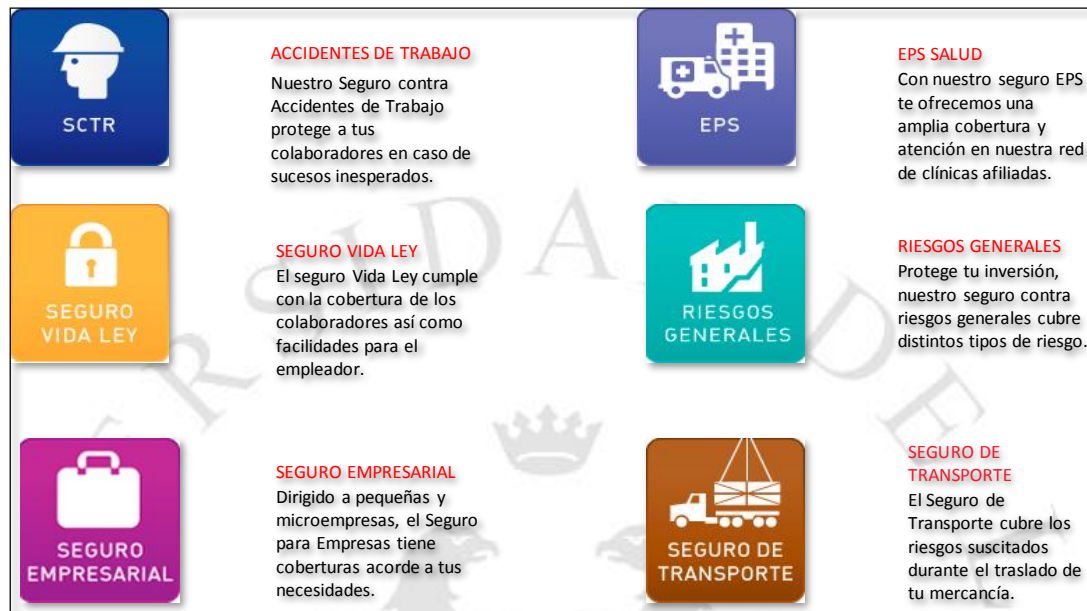 SCTR
ACCIDENTES DE TRABAJO
Nuestro Seguro contra
Accidentes de Trabajo
protege a tus
colaboradores en caso de
sucesos inesperados.
EPS
EPS SALUD
Con nuestro seguro EPS
te ofrecemos una
amplia cobertura y
atención en nuestra red
de clínicas afiliadas.
SEGURO
VIDA LEY
SEGURO VIDA LEY
El seguro Vida Ley cumple
con la cobertura de los
colaboradores así como
facilidades para el
empleador.
RIESGOS
GENERALES
RIESGOS GENERALES
Protege tu inversión,
nuestro seguro contra
riesgos generales cubre
distintos tipos de riesgo.
SEGURO
EMPRESARIAL
SEGURO EMPRESARIAL
Dirigido a pequeñas y
microempresas, el Seguro
para Empresas tiene
coberturas acorde a tus
necesidades.
SEGURO DE
TRANSPORTE
SEGURO DE
TRANSPORTE
El Seguro de
Transporte cubre los
riesgos suscitados
durante el traslado de
tu mercancía.